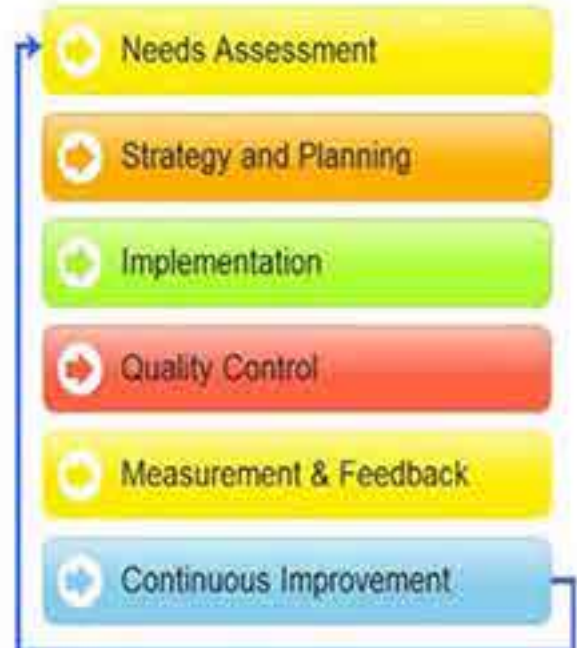 Needs Assessment
Strategy and Planning
Implementation
Quality Control
Measurement & Feedback
Continuous Improvement